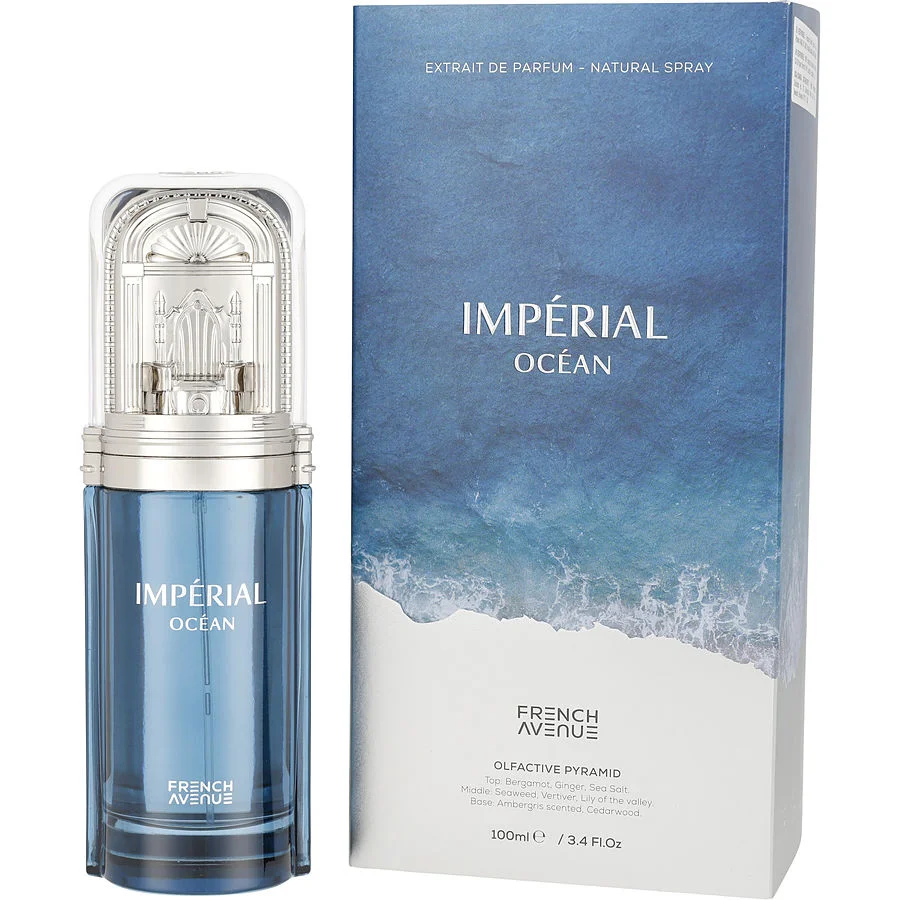 EXTRAIT DE PARFUM - NATURAL SPRAY
IMPÉRIAL
OCÉAN
FRENCH
AVENUE
OLFACTIVE PYRAMID
Top: Bergamot, Ginger, Sea Salt.
Middle: Seaweed, Vertiver, Lily of the valley.
Base: Ambergris scented, Cedarwood.
100ml e / 3.4 Fl.Oz
IMPÉRIAL
OCÉAN
FRENCH
AVENUE